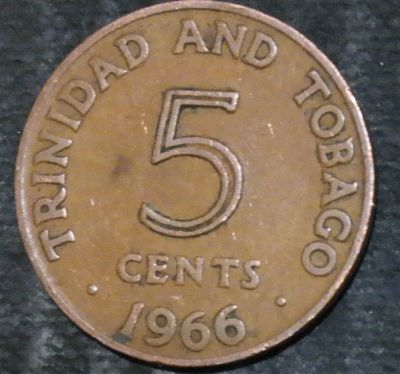 TRINIDAD AND TOBAGO
5
CENTS
· 1966 ·